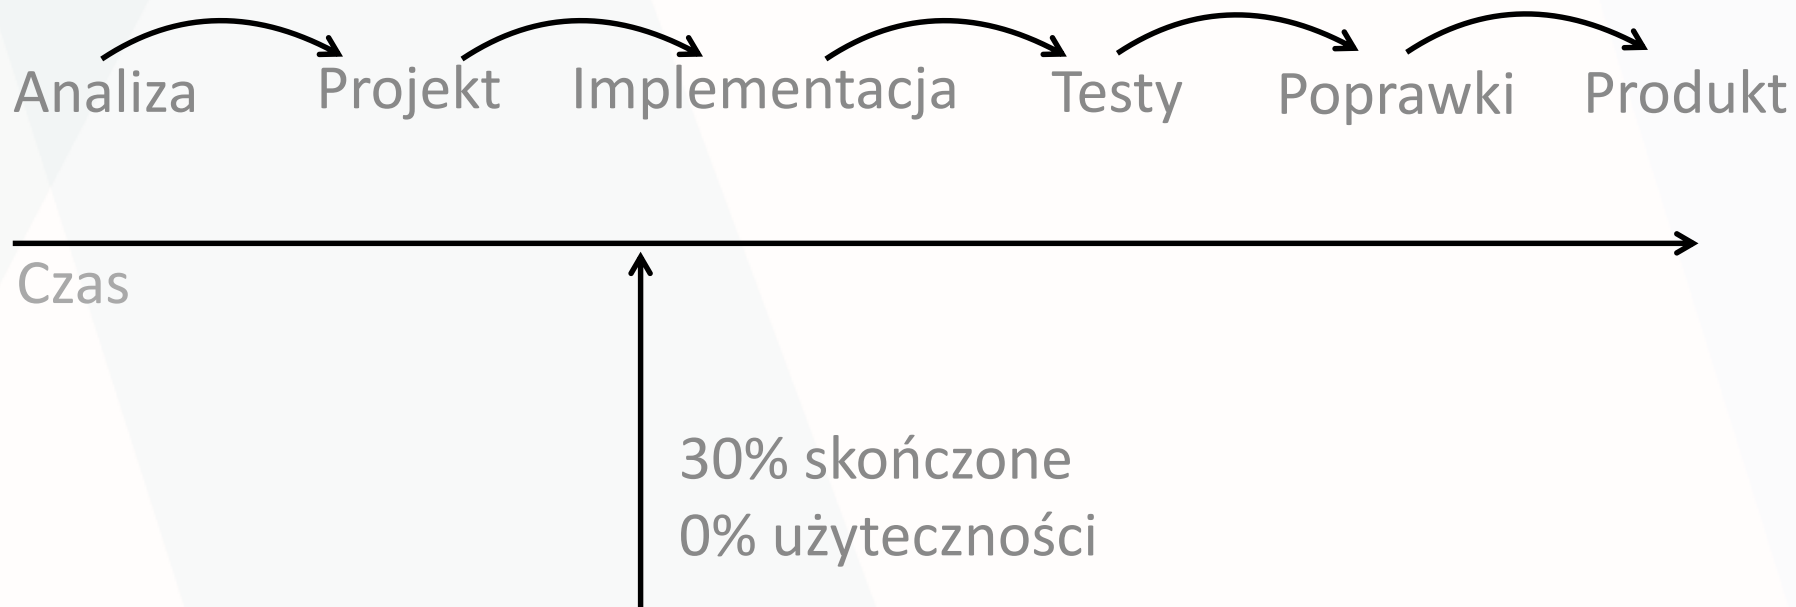 Analiza Projekt Implementacja Testy Poprawki Produkt
Czas
30% skończone
0% użyteczności